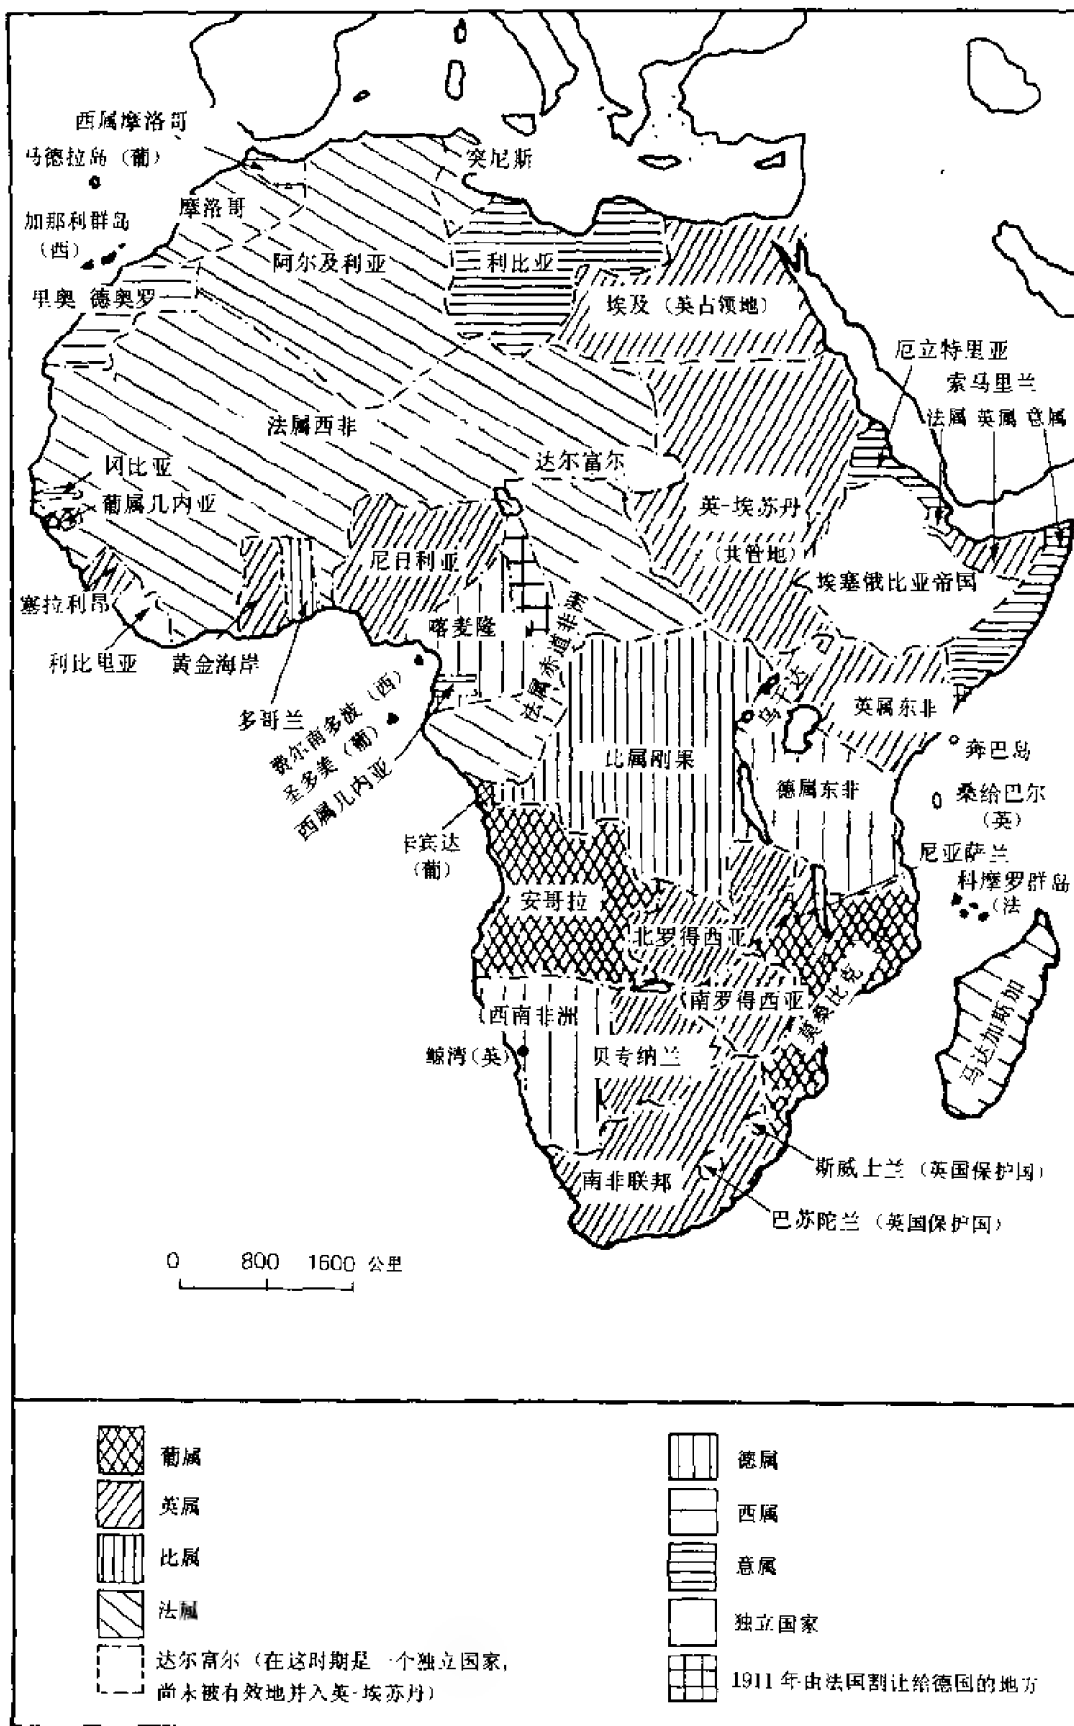 西属摩洛哥
马德拉岛（葡）
突尼斯
摩洛哥
加那利群岛
（西）
阿尔及利亚
利比亚
里奥 德奥罗
埃及（英占领地）
厄立特里亚
索马里兰
法属 英属 意属
法属西非
达尔富尔
冈比亚
葡属几内亚
英-埃苏丹
（共管地）
尼日利亚
埃塞俄比亚帝国
塞拉利昂
喀麦隆
法属赤道非洲
利比里亚
黄金海岸
多哥兰
乌干达
英属东非
费尔南多波（西）
圣多美（葡）
西属几内亚
比属刚果
奔巴岛
德属东非
桑给巴尔
（英）
卡宾达
（葡）
尼亚萨兰
科摩罗群岛
（法
安哥拉
北罗得西亚
南罗得西亚
莫桑比克
西南非洲
马达加斯加
鲸湾(英)
贝专纳兰
斯威士兰（英国保护国）
南非联邦
巴苏陀兰（英国保护国）
0 800 1600 公里
葡属
英属
比属
法属
达尔富尔（在这时期是一个独立国家，
尚未被有效地并入英-埃苏丹）
德属
西属
意属
独立国家
1911年由法国割让给德国的地方